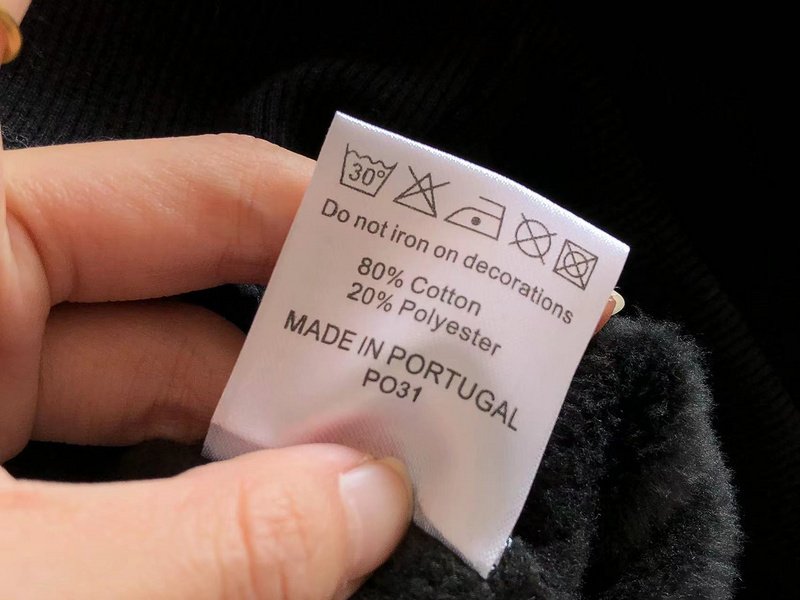 30°
Do not iron on decorations
80% Cotton
20% Polyester
MADE IN PORTUGAL
PO31